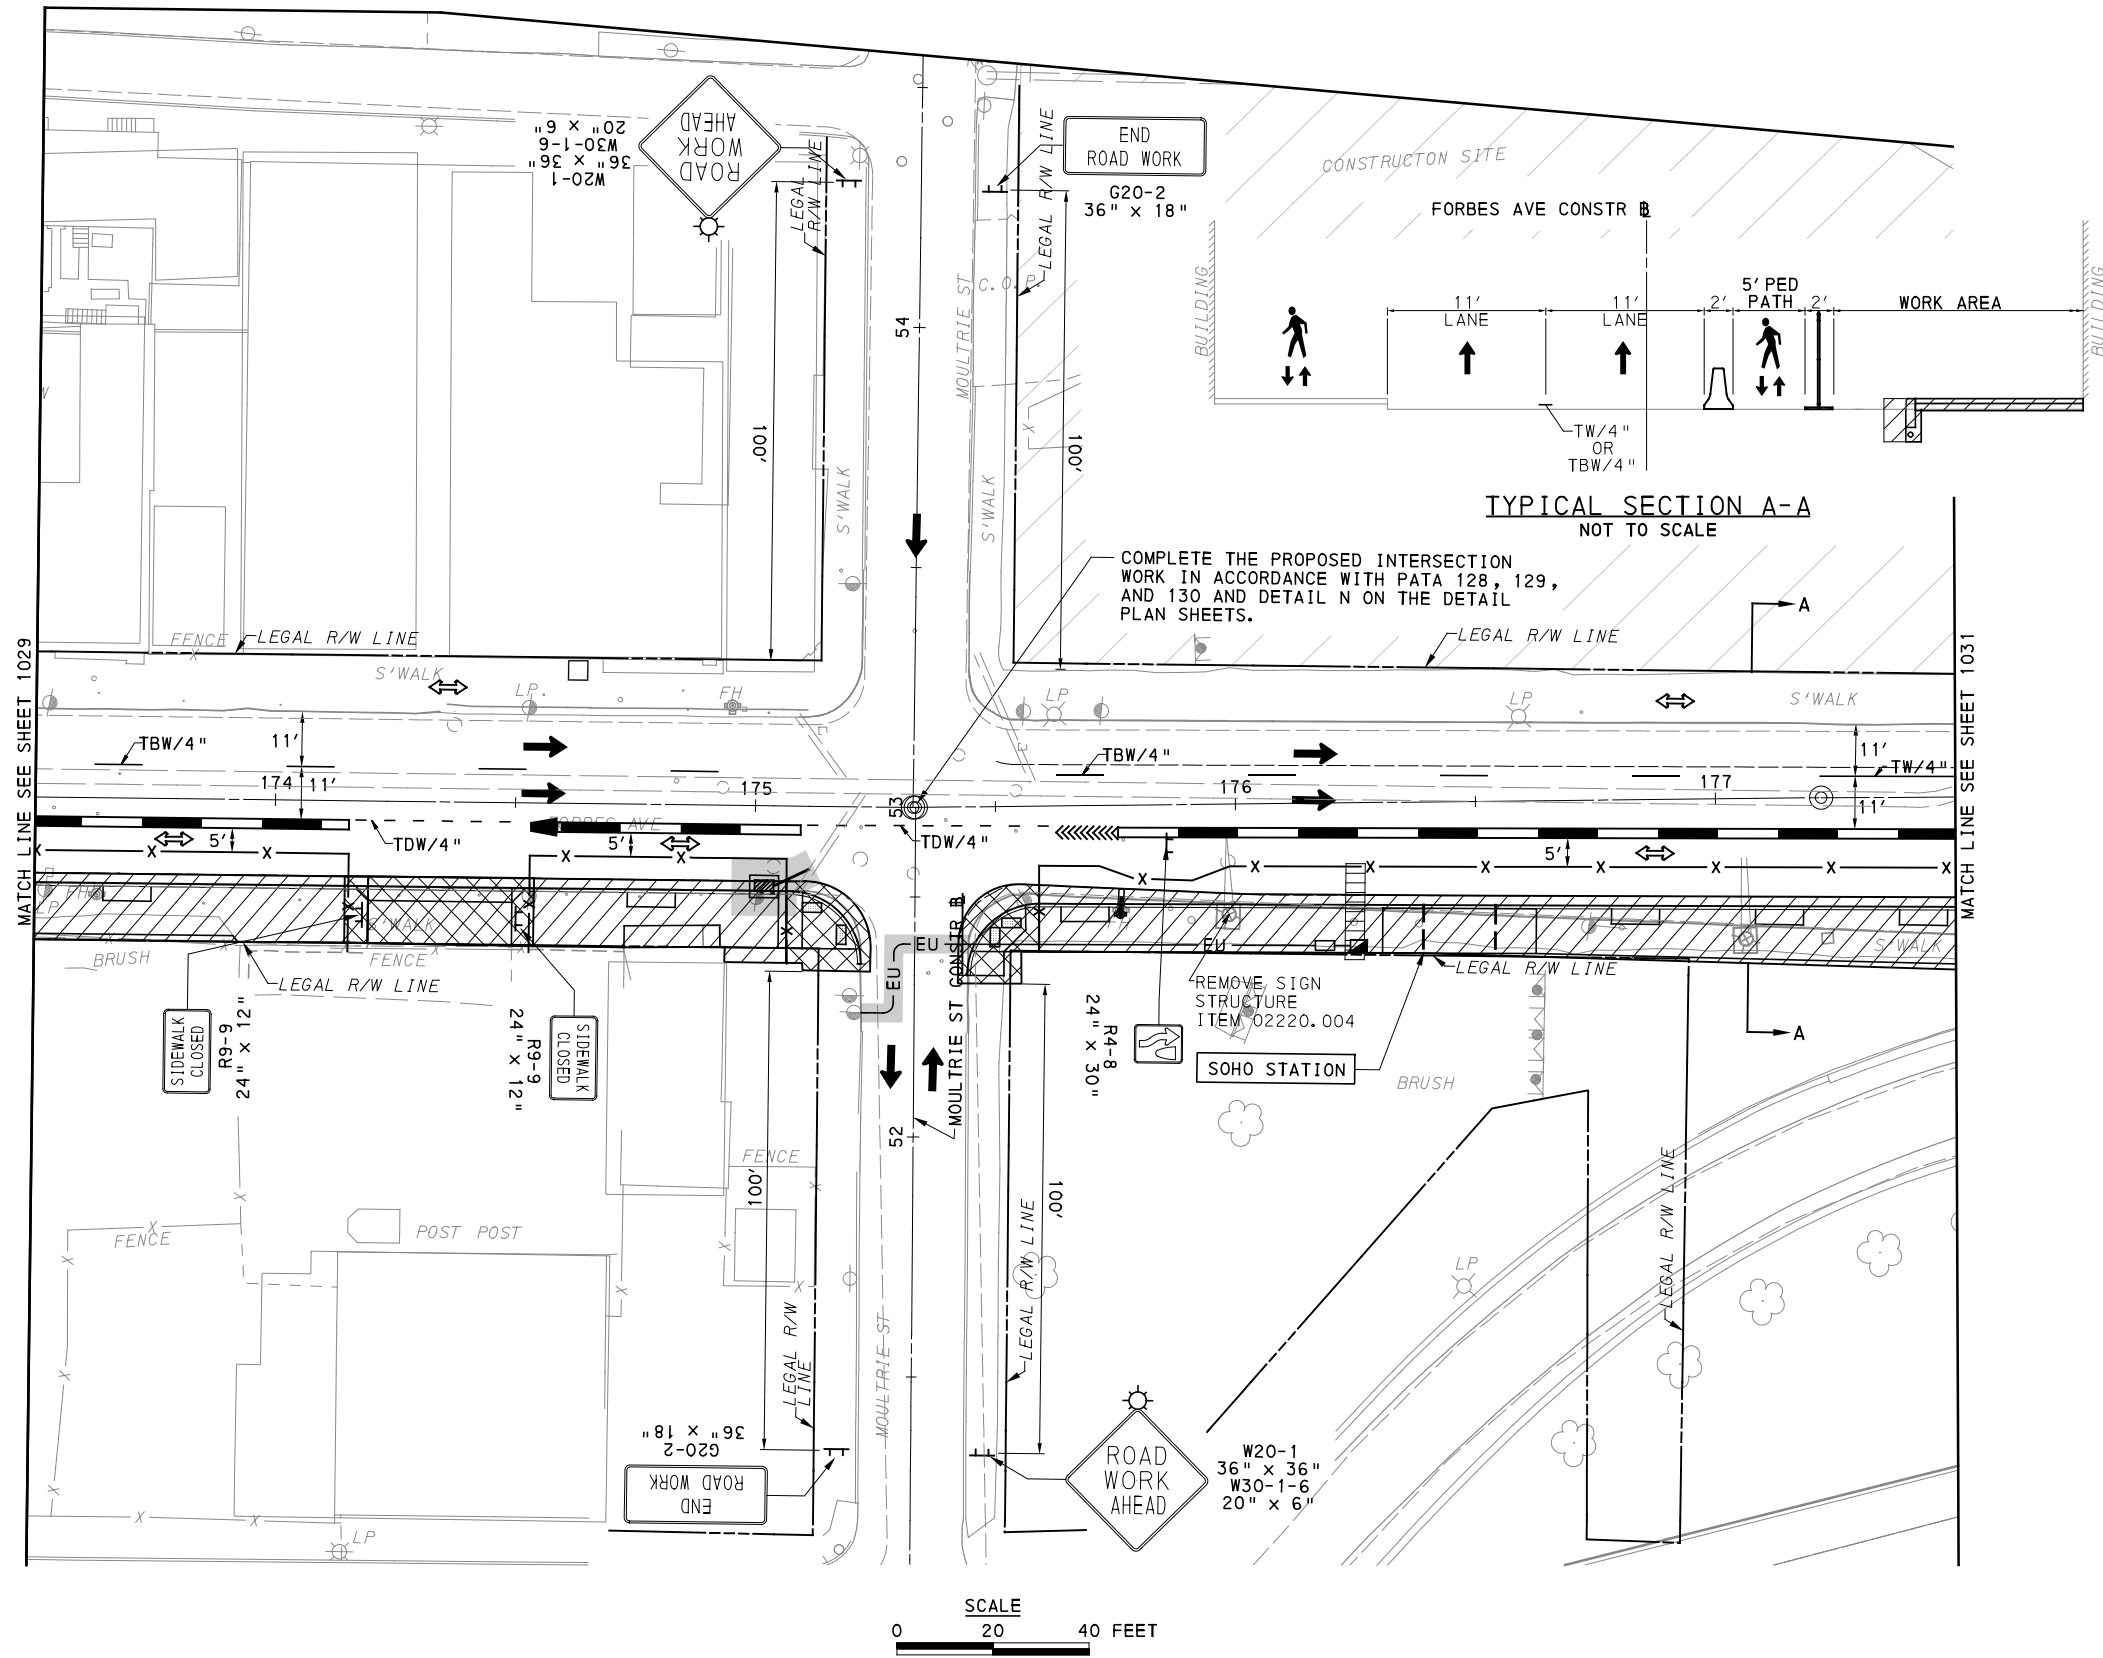 ROAD
WORK
AHEAD
W20-1
36" x 36"
W30-1-6
20" x 6"
LEGAL
R/W LINE
LEGAL R/W LINE
END
ROAD WORK
G20-2
36" x 18"
CONSTRUCTON SITE
FORBES AVE CONSTR B
BUILDING
11'
LANE
11'
LANE
2'
5' PED
PATH
2'
WORK AREA
BUILDING
TW/4"
OR
TBW/4"
TYPICAL SECTION A-A
NOT TO SCALE
MOULTRIE ST
C.O.P.
54
100'
100'
S'WALK
S'WALK
X
COMPLETE THE PROPOSED INTERSECTION
WORK IN ACCORDANCE WITH PATA 128, 129,
AND 130 AND DETAIL N ON THE DETAIL
PLAN SHEETS.
A
FENCE
X
LEGAL R/W LINE
LEGAL R/W LINE
S'WALK
LP.
FH
LP
LP
S'WALK
MATCH LINE SEE SHEET 1029
MATCH LINE SEE SHEET 1031
TBW/4"
11'
174
11'
175
53
TBW/4"
176
177
11'
TW/4"
11'
FORBES AVE
5'
TDW/4"
5'
TDW/4"
5'
X X X X X X X X X X X X X
FH
LP
S'WALK
BRUSH
FENCE
LEGAL R/W LINE
EU
EU
EU
MOULTRIE ST CONSTR B
FH
S'WALK
LEGAL R/W LINE
REMOVE SIGN
STRUCTURE
ITEM 02220.004
SIDEWALK
CLOSED
R9-9
24" x 12"
SIDEWALK
CLOSED
R9-9
24" x 12"
R4-8
24" x 30"
SOHO STATION
A
BRUSH
52
FENCE
100'
100'
X
X
FENCE
X
POST POST
X
X
X
LP
LEGAL R/W LINE
LEGAL R/W LINE
LEGAL R/W
LINE
MOULTRIE ST
G20-2
36" x 18"
END
ROAD WORK
ROAD
WORK
AHEAD
W20-1
36" x 36"
W30-1-6
20" x 6"
X
X
LP
SCALE
0 20 40 FEET